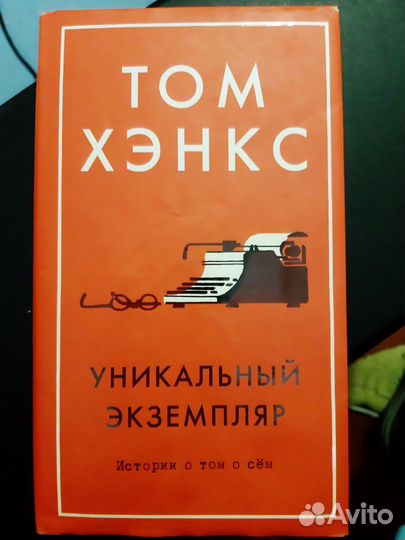 ТОМ
ХЭНКС
УНИКАЛЬНЫЙ
ЭКЗЕМПЛЯР
Истории о том о сём
Avito